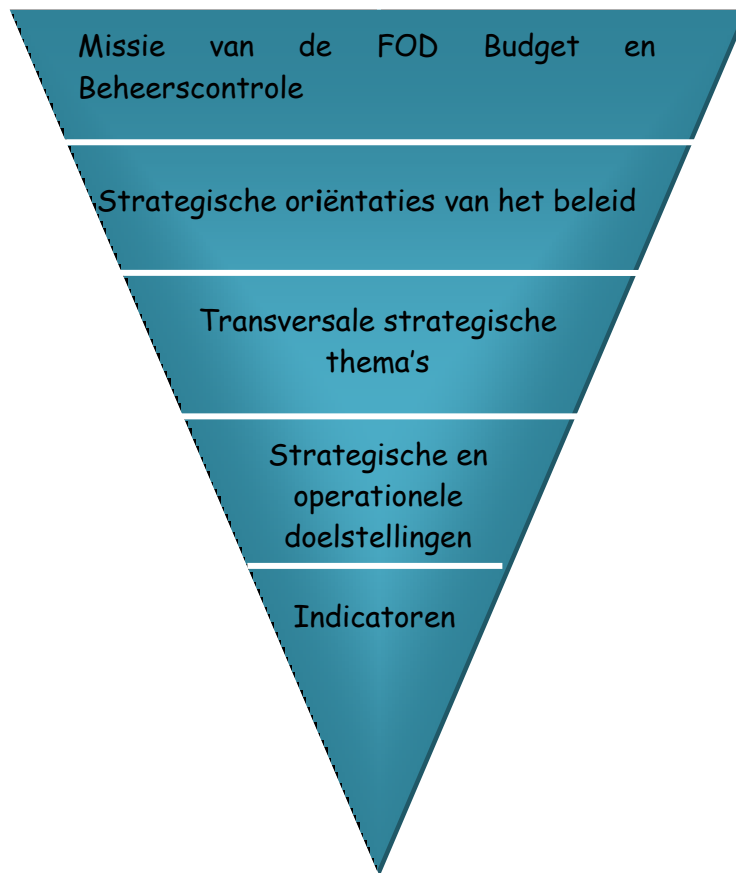 Missie van de FOD Budget en
Beheerscontrole
Strategische oriëntaties van het beleid
Transversale strategische
thema's
Strategische en
operationele
doelstellingen
Indicatoren